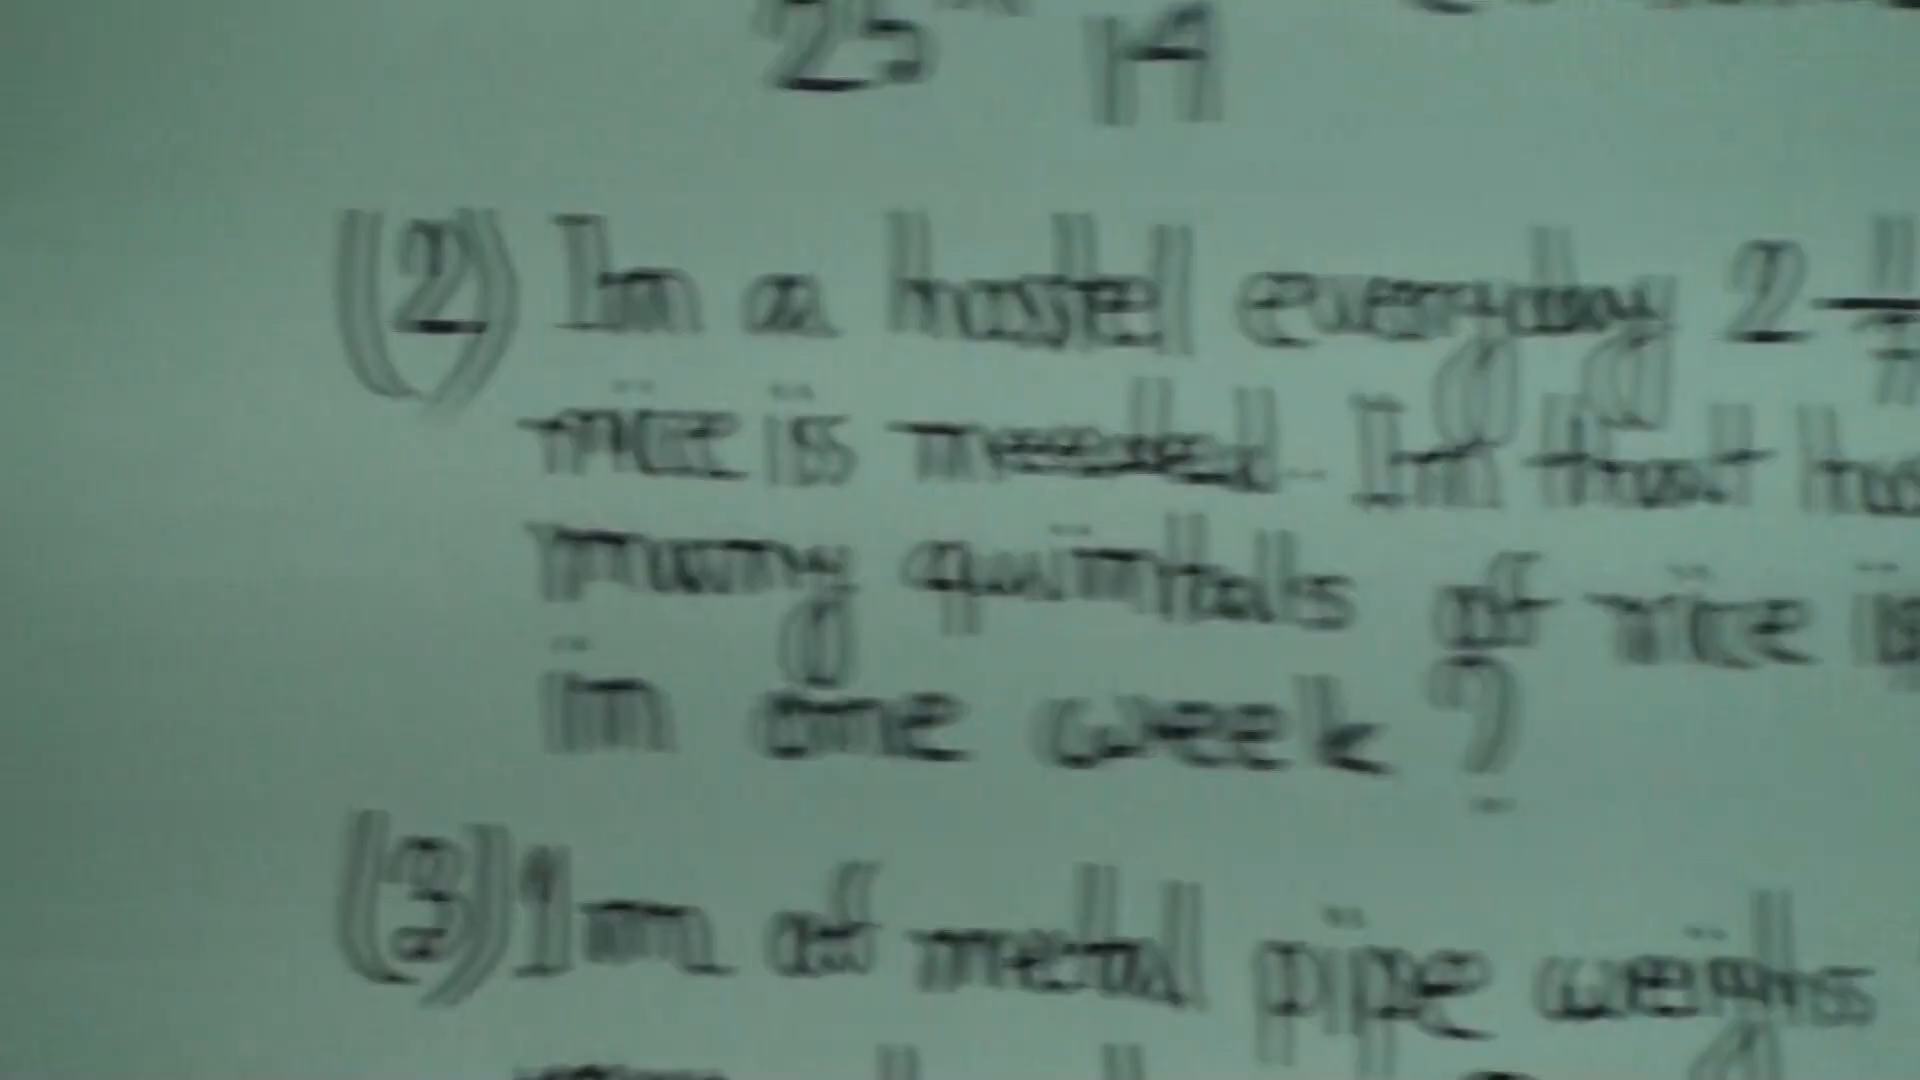 25 14
(2) In a hostel everyday 2
rice is needed. In that
many quintals of rice is
in one week?
(3) 1m of metal pipe weighs